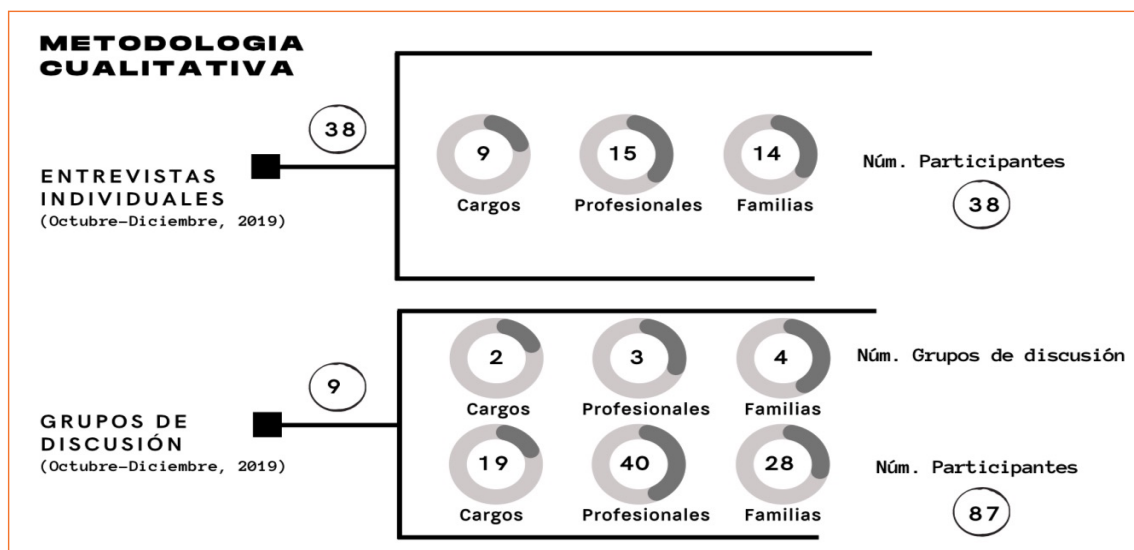 METODOLOGIA
CUALITATIVA
38
ENTREVISTAS
INDIVIDUALES
(Octubre-Diciembre, 2019)
9
15
14
Cargos
Profesionales
Familias
Núm. Participantes
38
9
GRUPOS DE
DISCUSIÓN
(Octubre-Diciembre, 2019)
2
3
4
Cargos
Profesionales
Familias
Núm. Grupos de discusión
19
40
28
Cargos
Profesionales
Familias
Núm. Participantes
87